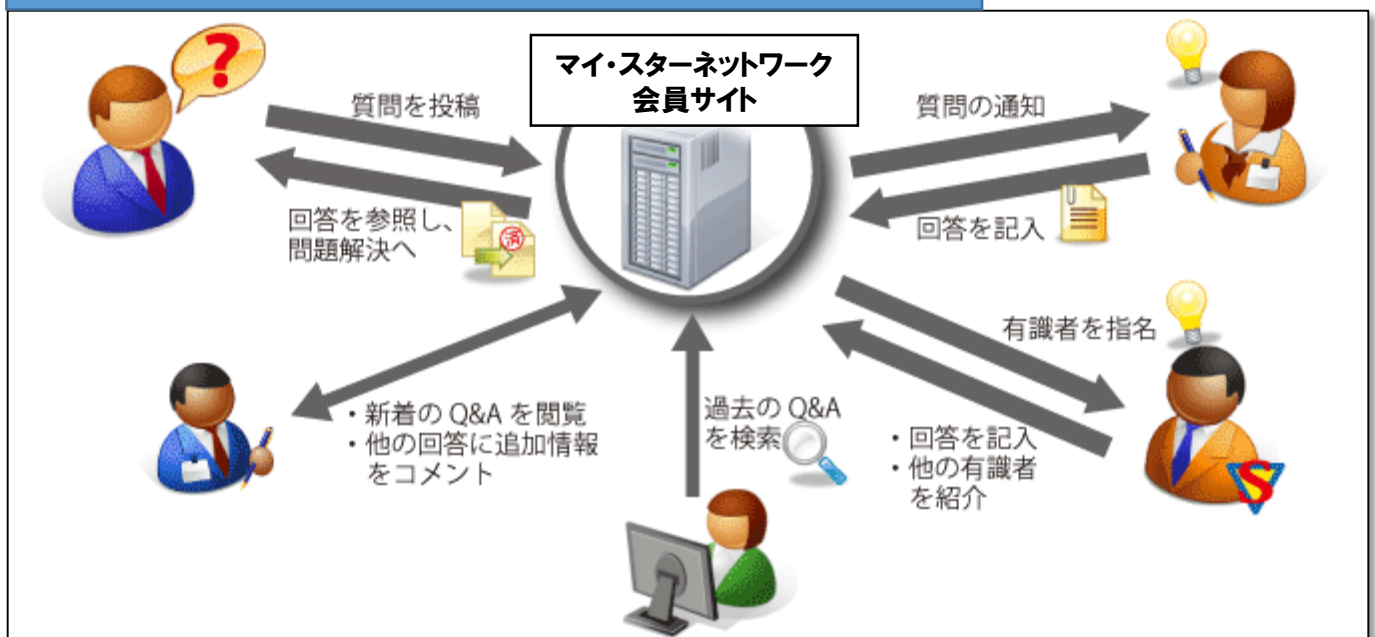 マイ・スターネットワーク
会員サイト
?
質問を投稿
質問の通知
回答を参照し、
問題解決へ
済
回答を記入
有識者を指名
・新着の Q&A を閲覧
・他の回答に追加情報
をコメント
過去の Q&A
を検索
・回答を記入
・他の有識者
を紹介
S